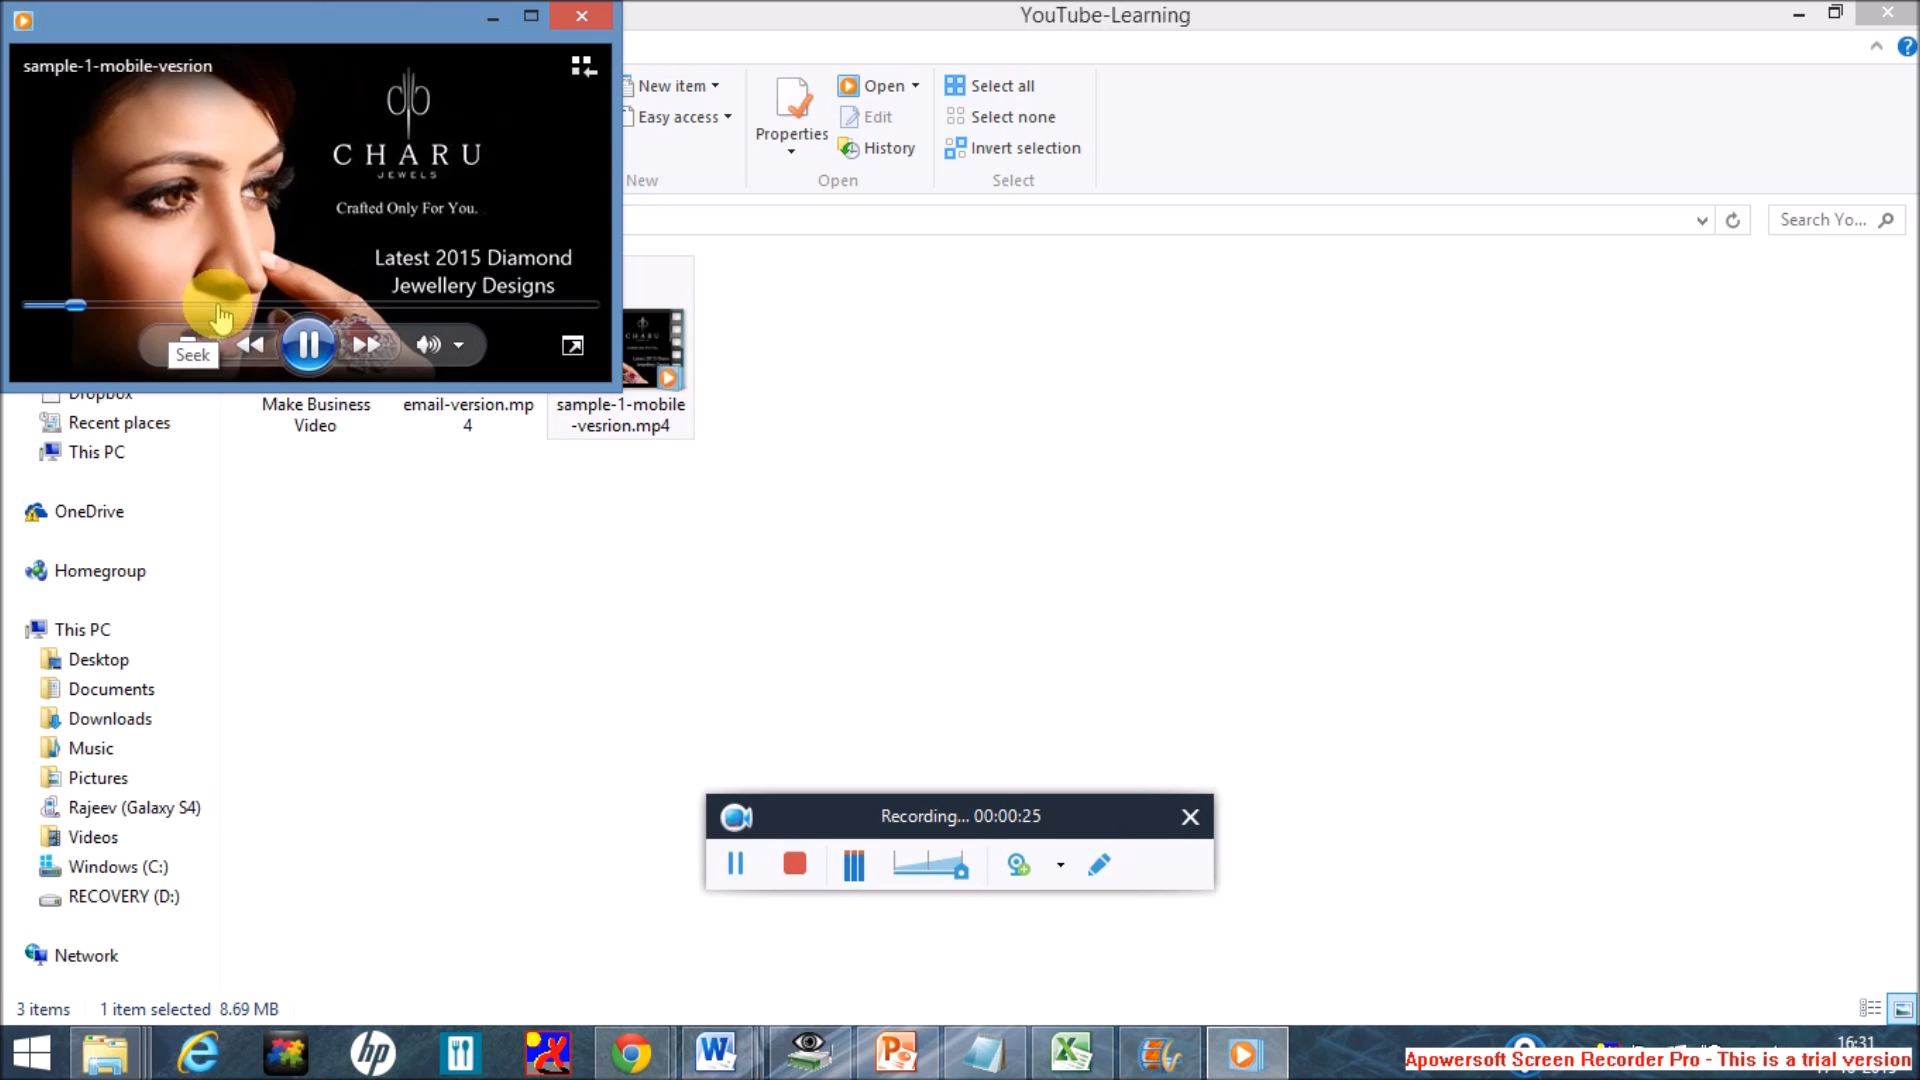 YouTube-Learning
sample-1-mobile-vesrion
CHARU
JEWELS
Crafted Only For You.
Latest 2015 Diamond
Jewellery Designs
Seek
New item
Easy access
New
Properties
Open
Edit
History
Open
Select all
Select none
Invert selection
Select
Search Yo...
Make Business
Video
email-version.mp
4
sample-1-mobile
-vesrion.mp4
Dropbox
Recent places
This PC
OneDrive
Homegroup
This PC
Desktop
Documents
Downloads
Music
Pictures
Rajeev (Galaxy S4)
Videos
Windows (C:)
RECOVERY (D:)
Network
Recording... 00:00:25
3 items
1 item selected 8.69 MB
16:31
Apowersoft Screen Recorder Pro - This is a trial version